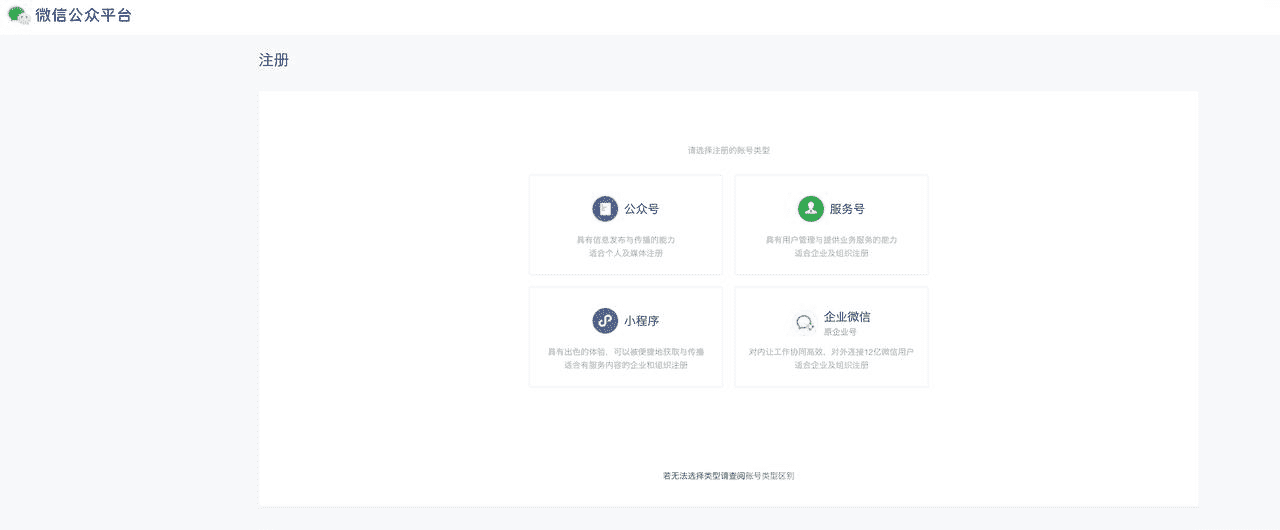 微信公众平台
注册
请选择注册的账号类型
公众号
具有信息发布与传播的能力
适合个人及媒体注册
服务号
具有用户管理与提供业务服务的能力
适合企业及组织注册
小程序
具有出色的体验，可以被便捷地获取与传播
适合有服务内容的企业和组织注册
企业微信
原企业号
对内让工作协同高效，对外连接12亿微信用户
适合企业及组织注册
若无法选择类型请查阅账号类型区别